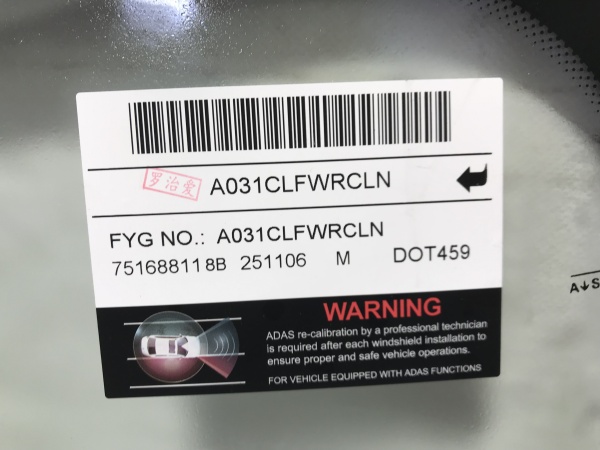 罗治爱
A031CLFWRCLN
FYG NO.: A031CLFWRCLN
751688118B 251106 M DOT459
WARNING
ADAS re-calibration by a professional technician
is required after each windshield installation to
ensure proper and safe vehicle operations.
FOR VEHICLE EQUIPPED WITH ADAS FUNCTIONS
A↓S